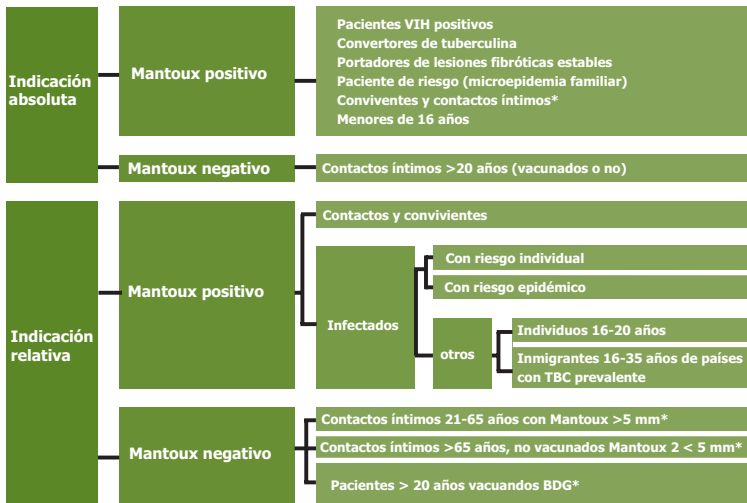 Indicación
absoluta
Mantoux positivo
Pacientes VIH positivos
Convertores de tuberculina
Portadores de lesiones fibróticas estables
Paciente de riesgo (microepidemia familiar)
Conviventes y contactos íntimos*
Menores de 16 años
Mantoux negativo
Contactos íntimos >20 años (vacunados o no)
Indicación
relativa
Mantoux positivo
Contactos y convivientes
Infectados
Con riesgo individual
Con riesgo epidémico
otros
Individuos 16-20 años
Inmigrantes 16-35 años de países
con TBC prevalente
Mantoux negativo
Contactos íntimos 21-65 años con Mantoux >5 mm*
Contactos íntimos >65 años, no vacunados Mantoux 2 < 5 mm*
Pacientes > 20 años vacuandos BDG*